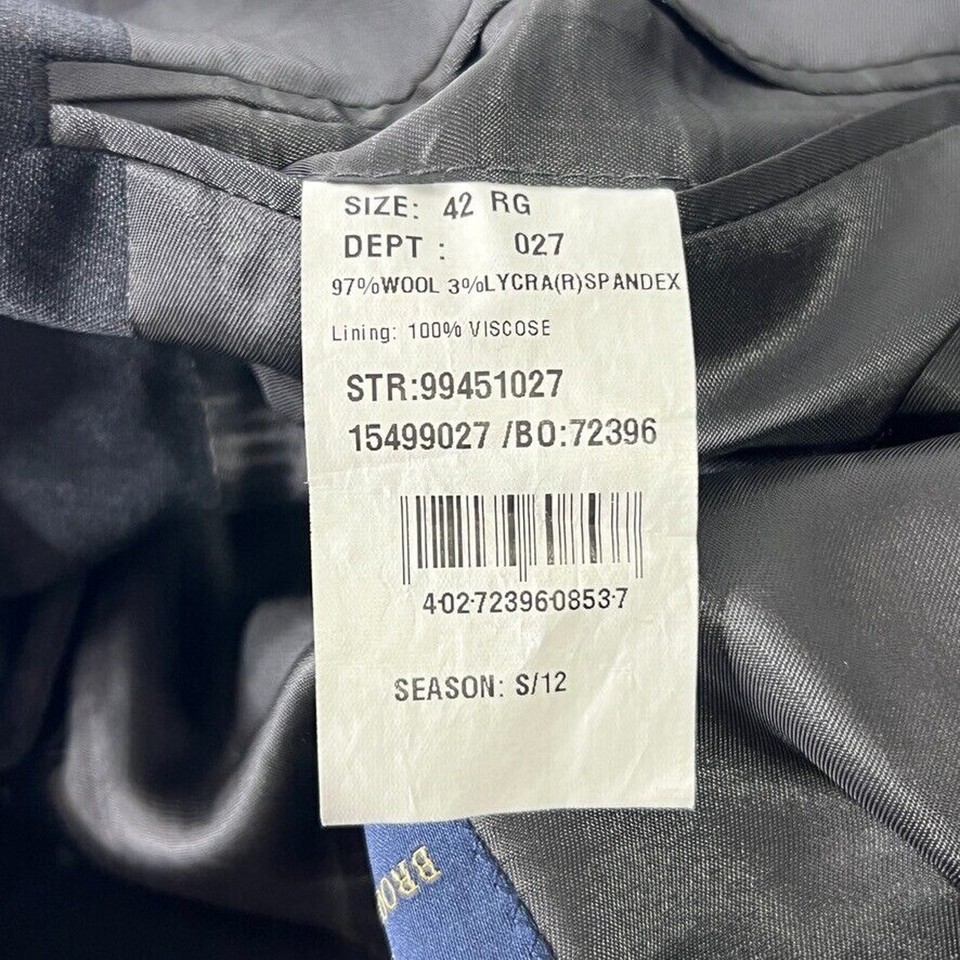 SIZE: 42 RG
DEPT : 027
97%WOOL 3%LYCRA(R)SPANDEX
Lining: 100% VISCOSE
STR:99451027
15499027 /BO:72396
4-02-72396-0853-7
SEASON: S/12